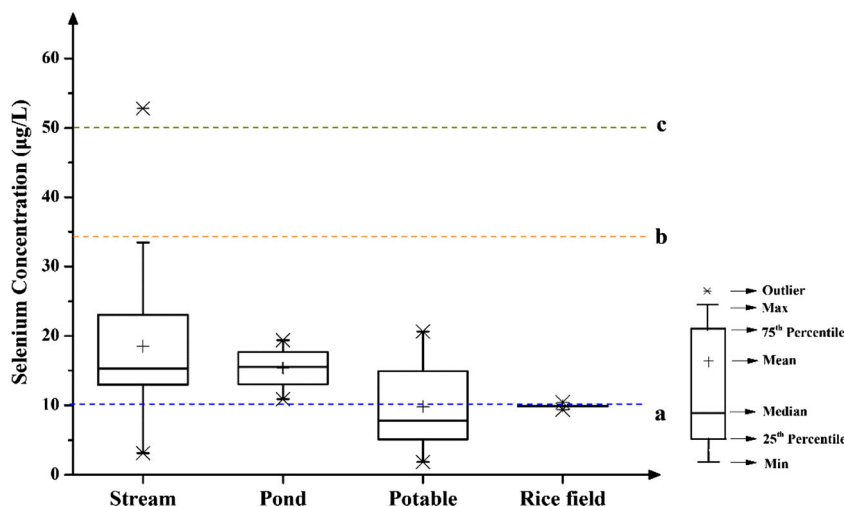 Selenium Concentration (µg/L)
60
50
40
30
20
10
0
c
b
a
Stream Pond Potable Rice field
Outlier
Max
75th Percentile
Mean
Median
25th Percentile
Min